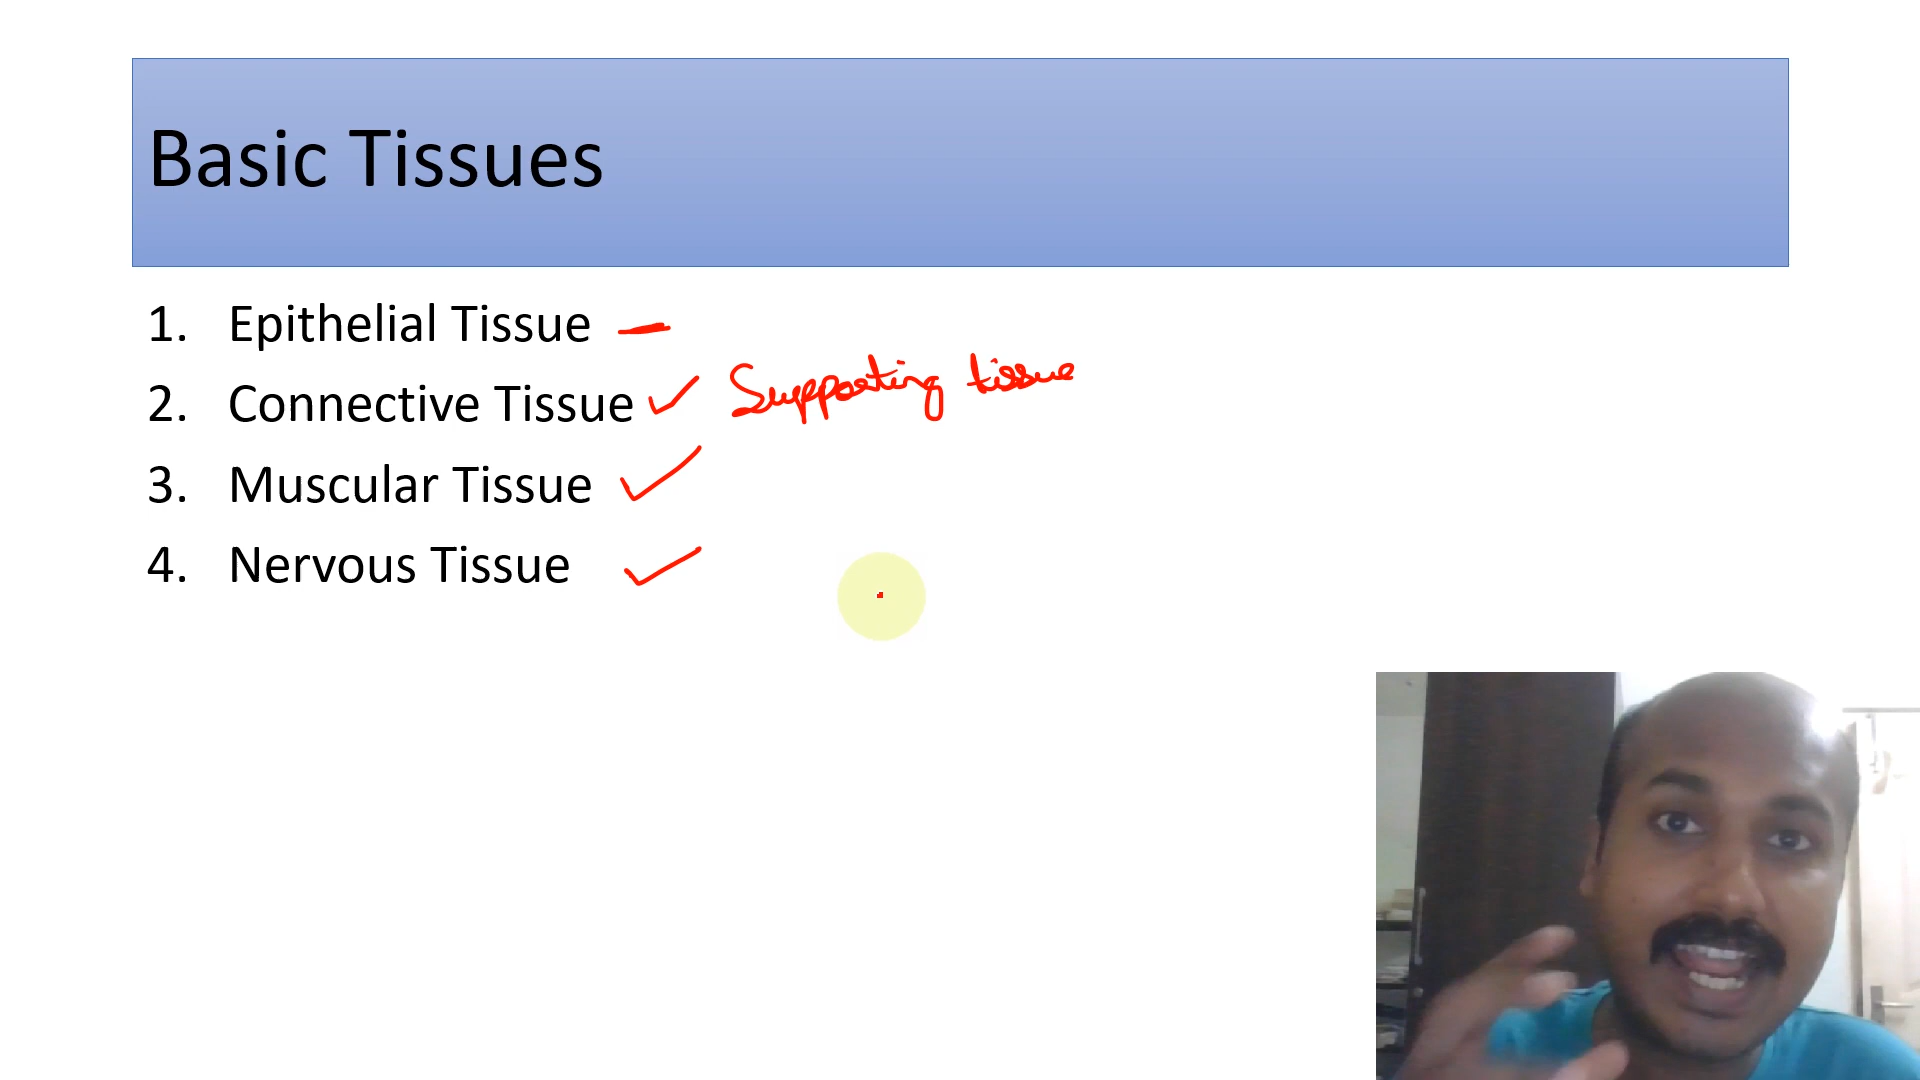 Basic Tissues
1. Epithelial Tissue
2. Connective Tissue Supporting tissue
3. Muscular Tissue
4. Nervous Tissue